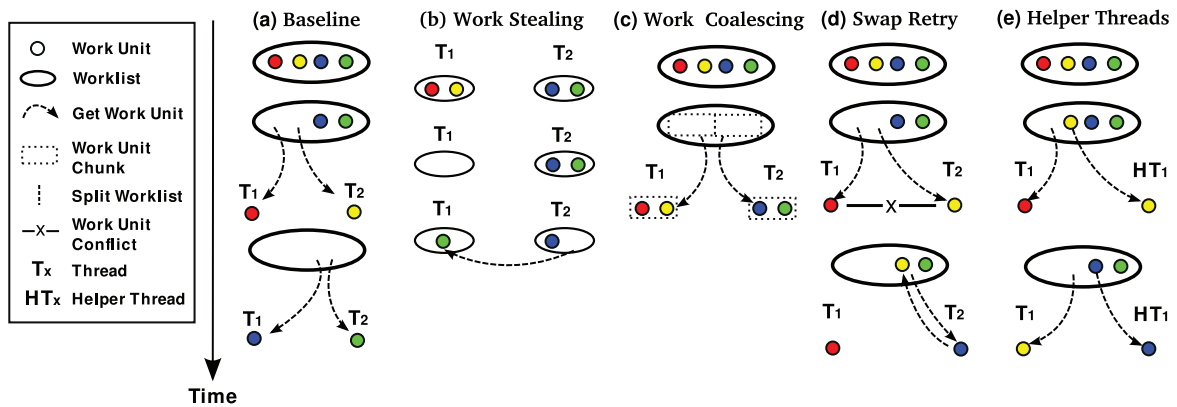 (a) Baseline
(b) Work Stealing
(c) Work Coalescing
(d) Swap Retry
(e) Helper Threads
Work Unit
Worklist
Get Work Unit
Work Unit
Chunk
Split Worklist
X
Work Unit
Conflict
Tx Thread
HTx Helper Thread
Time
T1
T2
T1
T2
T1
T2
T1
T2
T1
T2
T1
T2
T1
T2
X
T1
T2
T1
HT1
T1
HT1